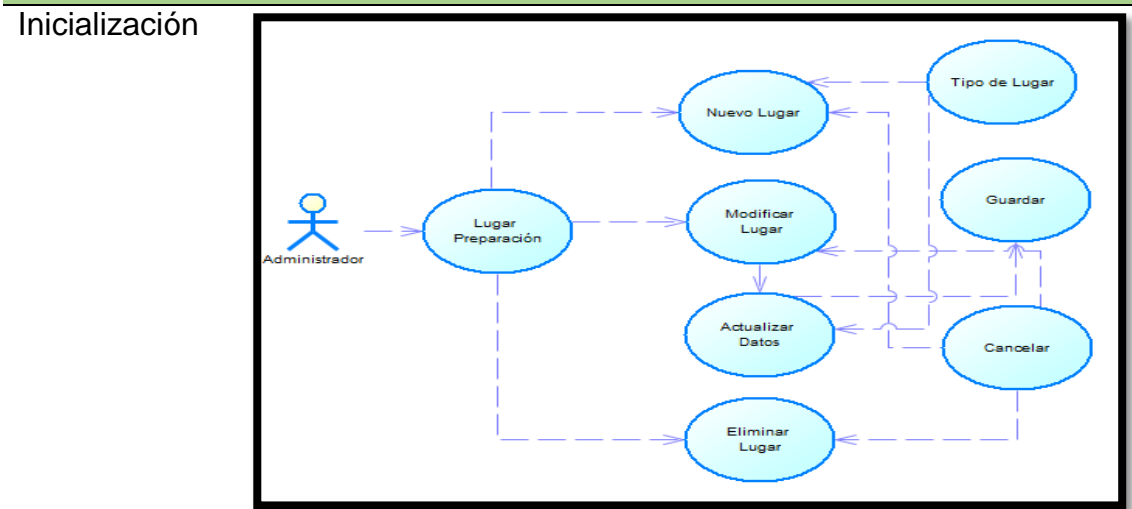 Inicialización
Tipo de Lugar
Nuevo Lugar
Guardar
Modificar
Lugar
Lugar
Preparación
Administrador
Actualizar
Datos
Cancelar
Eliminar
Lugar